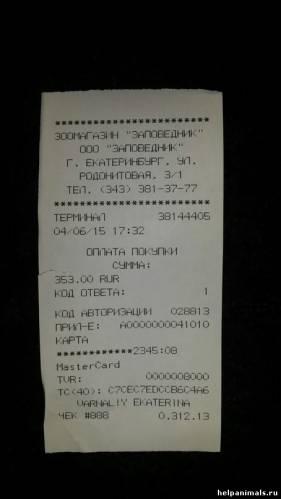 ************************
ЗООМАГАЗИН "ЗАПОВЕДНИК"
ООО "ЗАПОВЕДНИК"
Г. ЕКАТЕРИНБУРГ, УЛ.
РОДОНИТОВАЯ, 3/1
ТЕЛ. (343) 381-37-77
************************
ТЕРМИНАЛ 38144405
04/06/15 17:32
ОПЛАТА ПОКУПКИ
СУММА:
353.00 RUR
КОД ОТВЕТА: 1
КОД АВТОРИЗАЦИИ 028813
ПРИЛ-Е: A0000000041010
КАРТА
************2345:08
MasterCard
TVR: 0000008000
TC(40): C7CEC7EDCCB6C4A6
VARNALIY EKATERINA
ЧЕК #888 0.312.13
helpanimals.ru